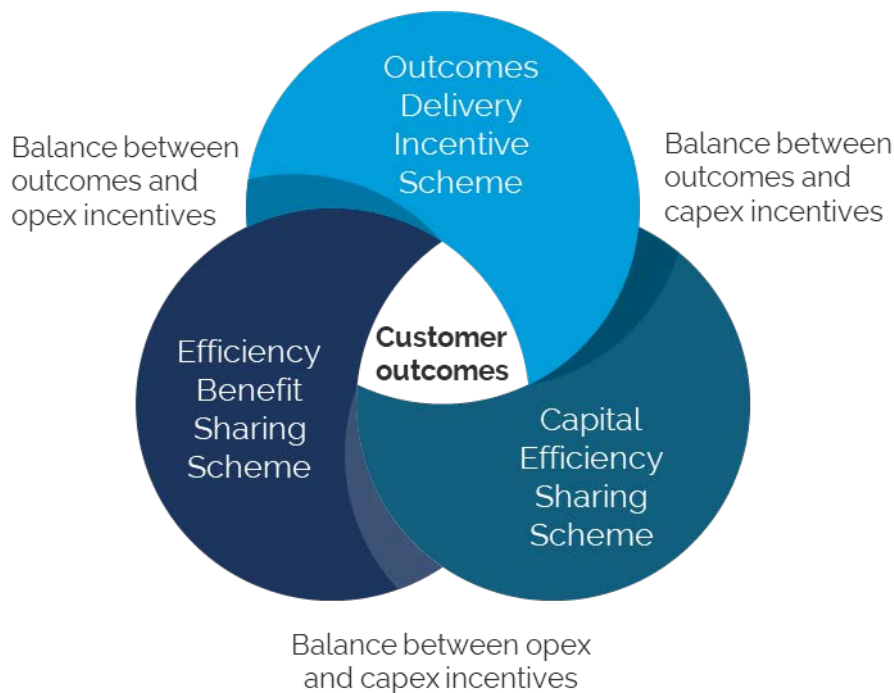 Outcomes
Delivery
Incentive
Scheme
Balance between
outcomes and
opex incentives
Balance between
outcomes and
capex incentives
Customer
outcomes
Efficiency
Benefit
Sharing
Scheme
Capital
Efficiency
Sharing
Scheme
Balance between opex
and capex incentives